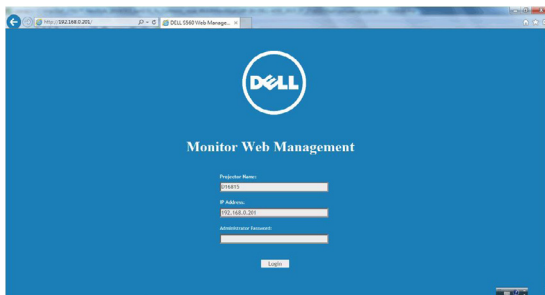 http://192.168.0.201/
DELL S560 Web Manage...
DELL
Monitor Web Management
Projector Name:
IP Address:
192.168.0.201
Administrator Password:
Login